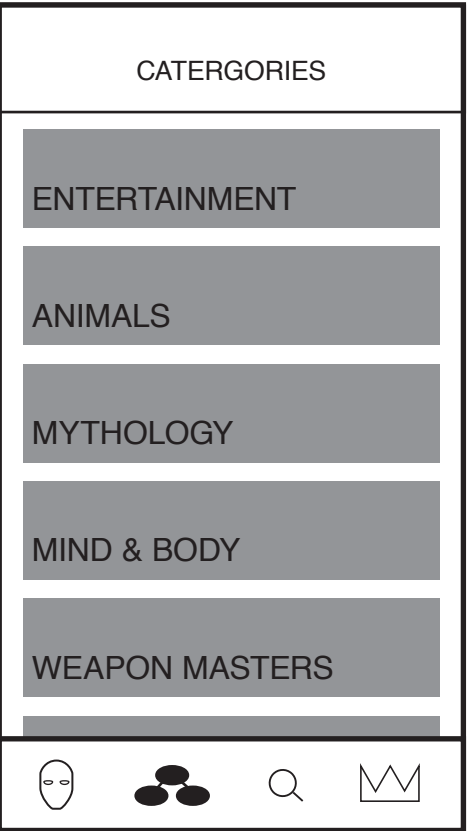 CATERGORIES
ENTERTAINMENT
ANIMALS
MYTHOLOGY
MIND & BODY
WEAPON MASTERS